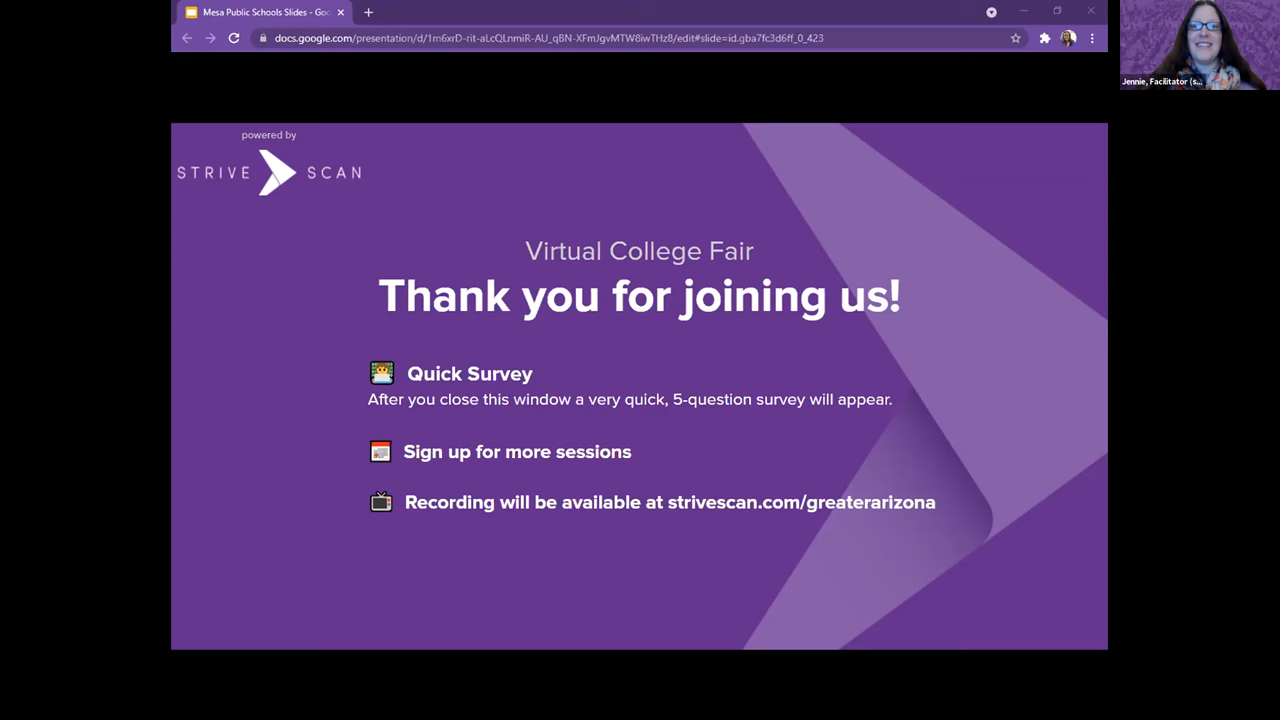 Mesa Public Schools Slides - Goo
docs.google.com/presentation/d/1m6xrD-rit-aLcQLnmiR-AU_qBN-XFmJgvMTW8iwTHz8/edit#slide=id.gba7fc3d6ff_0_423
Jennie, Facilitator (s...
powered by
STRIVE SCAN
Virtual College Fair
Thank you for joining us!
Quick Survey
After you close this window a very quick, 5-question survey will appear.
Sign up for more sessions
Recording will be available at strivescan.com/greaterarizona